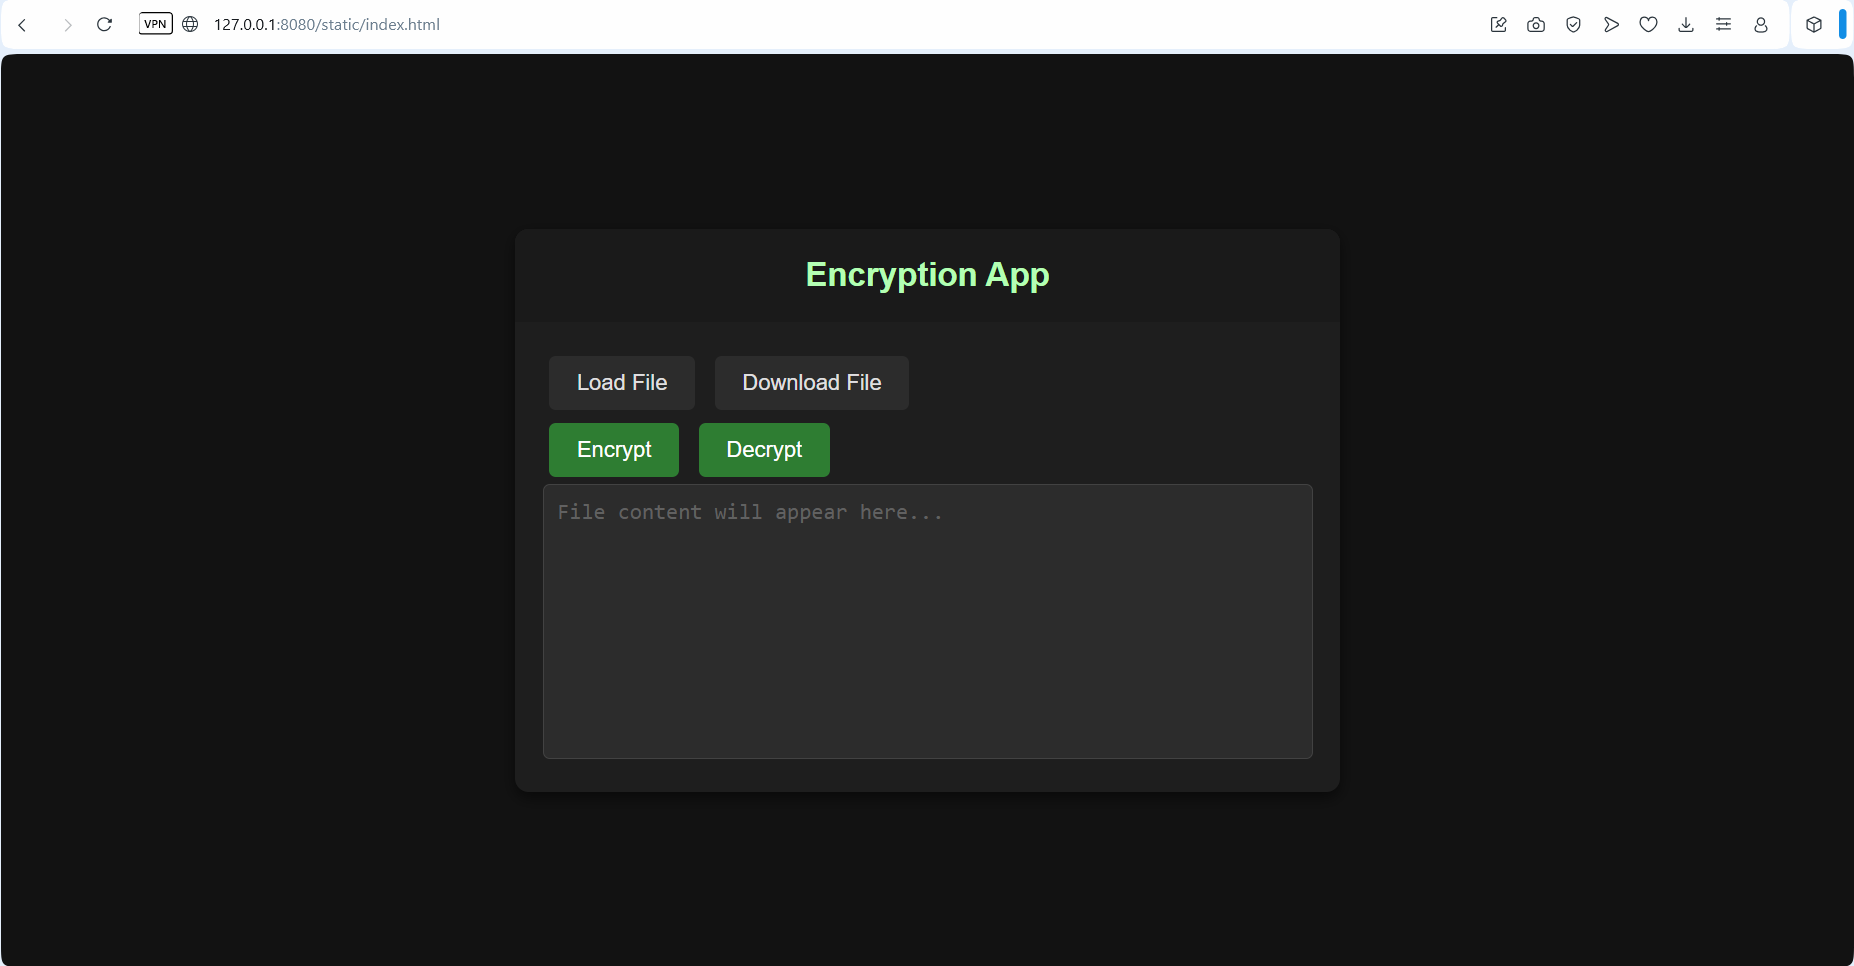 VPN 127.0.0.1:8080/static/index.html
Encryption App
Load File Download File
Encrypt Decrypt
File content will appear here...